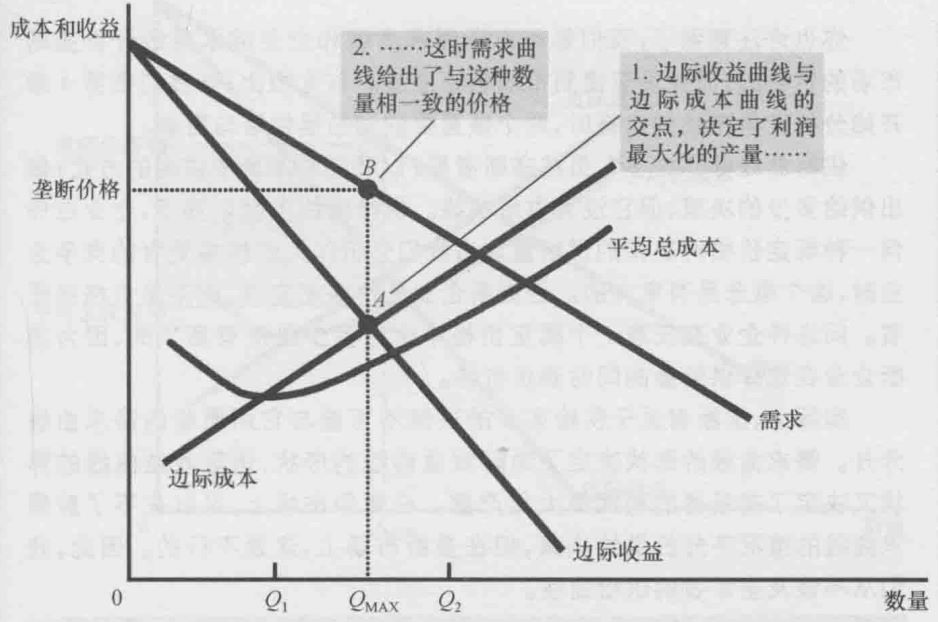 成本和收益
2. ……这时需求曲
线给出了与这种数
量相一致的价格
1. 边际收益曲线与
边际成本曲线的
交点，决定了利润
最大化的产量……
B
垄断价格
平均总成本
A
需求
边际成本
边际收益
0
Q1
QMAX
Q2
数量